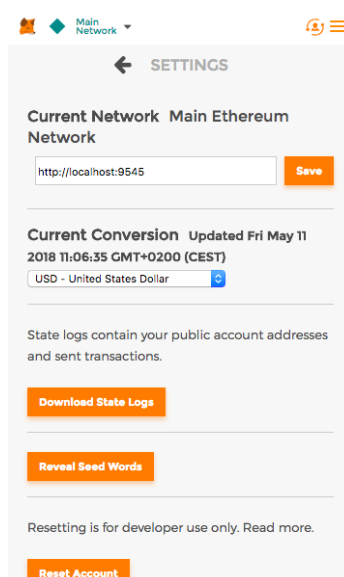 Main
Network
SETTINGS
Current Network Main Ethereum
Network
http://localhost:9545
Save
Current Conversion Updated Fri May 11
2018 11:06:35 GMT+0200 (CEST)
USD - United States Dollar
State logs contain your public account addresses
and sent transactions.
Download State Logs
Reveal Seed Words
Resetting is for developer use only. Read more.
Reset Account